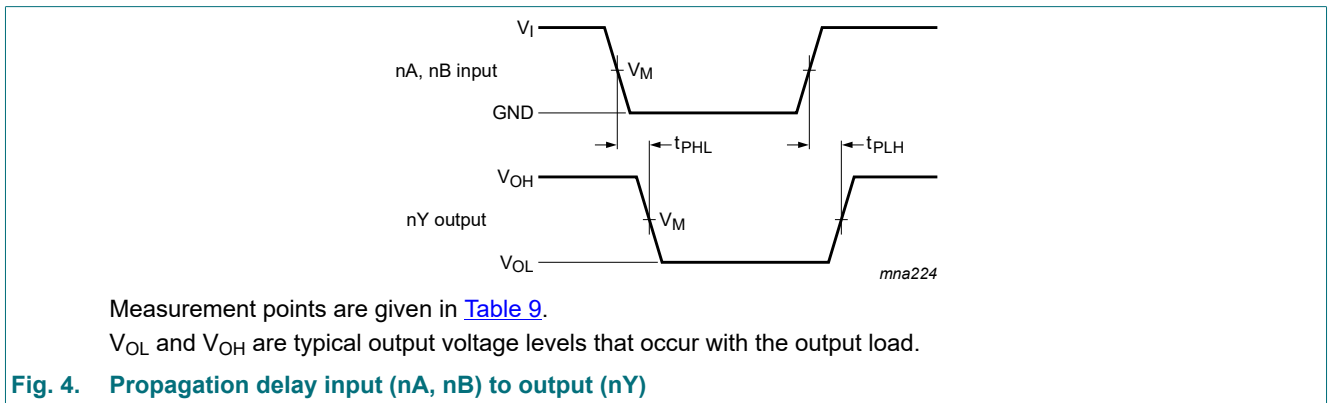 V_I
nA, nB input
V_M
GND
t_PHL
t_PLH
V_OH
nY output
V_M
V_OL
mna224
Measurement points are given in Table 9.
V_OL and V_OH are typical output voltage levels that occur with the output load.
Fig. 4. Propagation delay input (nA, nB) to output (nY)